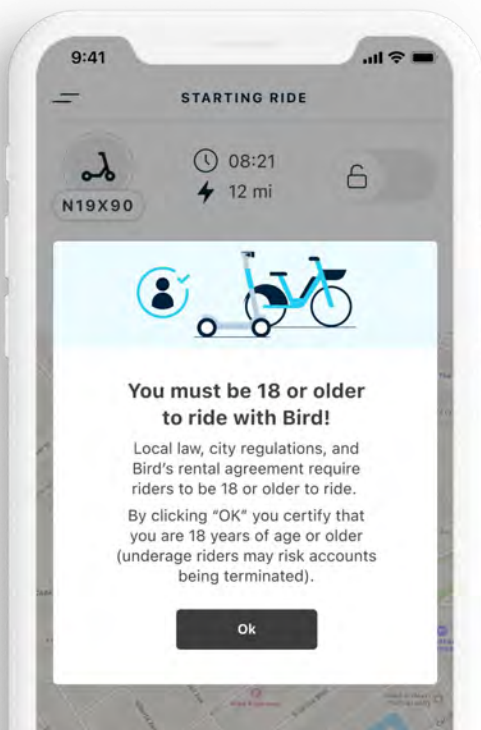 9:41
STARTING RIDE
08:21
12 mi
N19X90
You must be 18 or older
to ride with Bird!
Local law, city regulations, and
Bird's rental agreement require
riders to be 18 or older to ride.
By clicking “OK” you certify that
you are 18 years of age or older
(underage riders may risk accounts
being terminated).
Ok